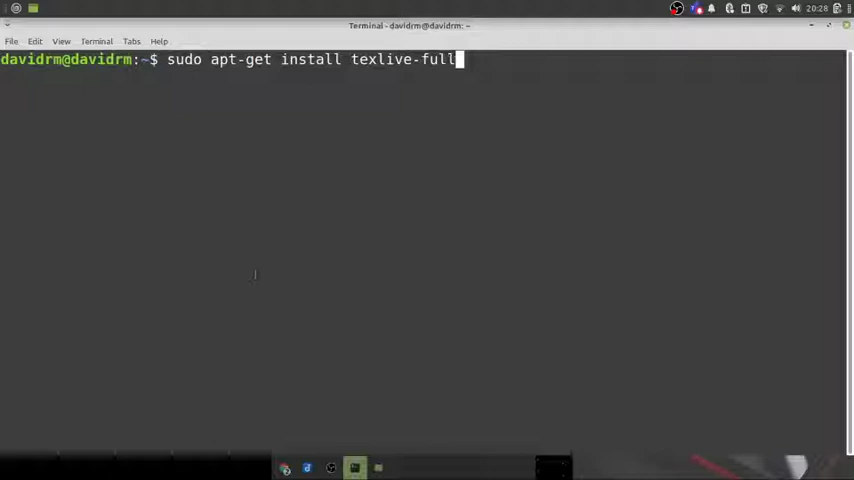 20:28
Terminal - davidrm@davidrm: ~
File Edit View Terminal Tabs Help
davidrm@davidrm:~$ sudo apt-get install texlive-full